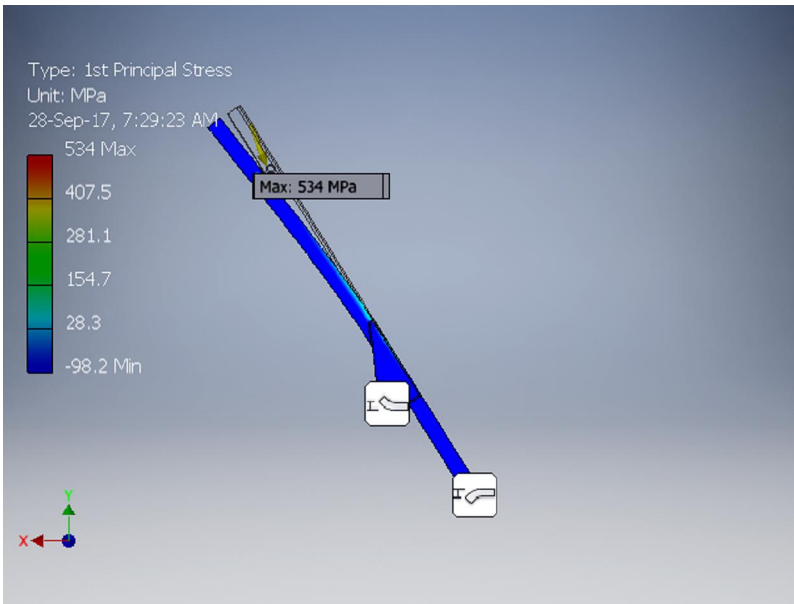 Type: 1st Principal Stress
Unit: MPa
28-Sep-17, 7:29:23 AM
534 Max
Max: 534 MPa
407.5
281.1
154.7
28.3
-98.2 Min
Y
X